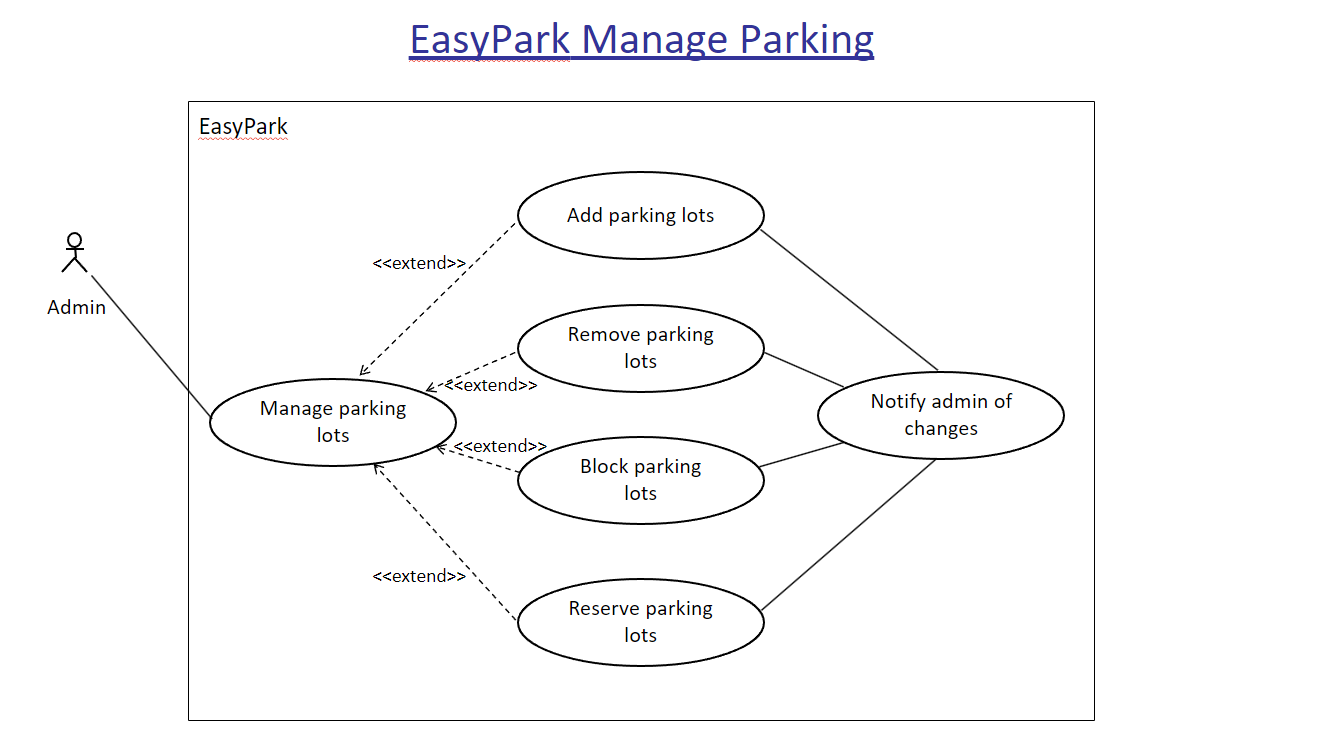 EasyPark Manage Parking
EasyPark
Add parking lots
<<extend>>
Admin
Remove parking
lots
<<extend>>
Manage parking
lots
Notify admin of
changes
<<extend>>
Block parking
lots
<<extend>>
Reserve parking
lots